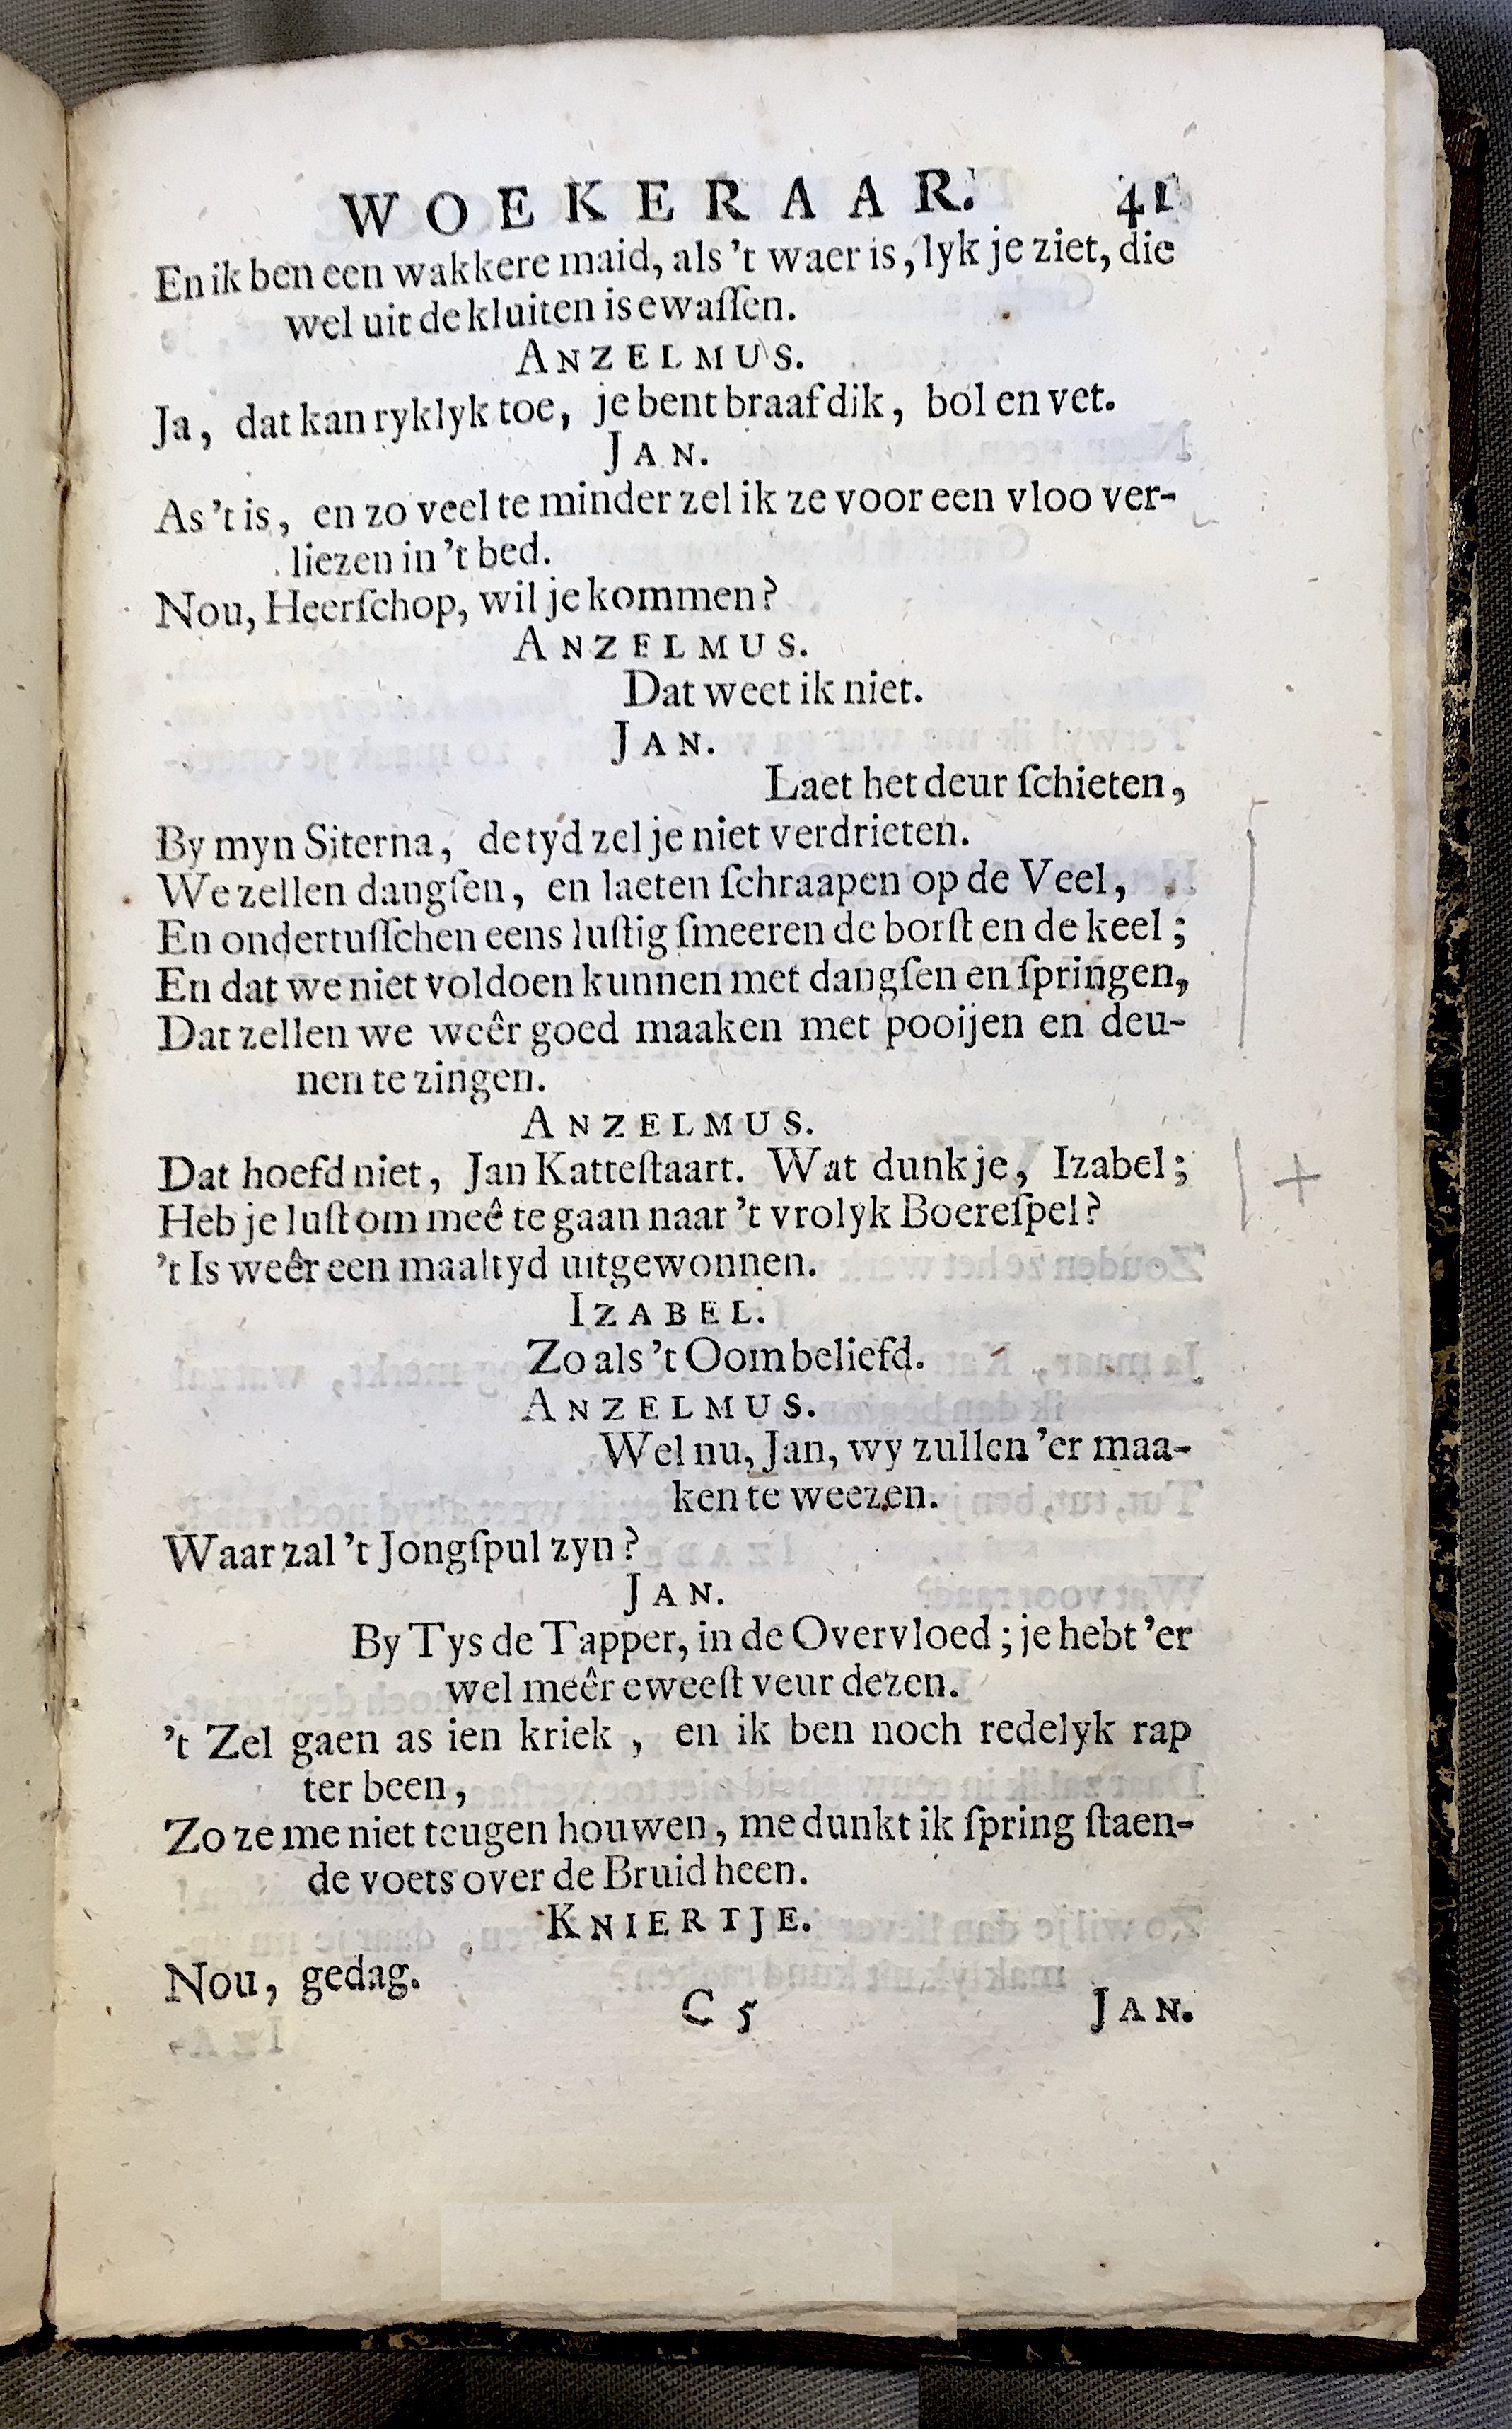 WOEKERAAR. 41
En ik ben een wakkere maid, als 't waer is, lyk je ziet, die
wel uit de kluiten is ewaſſen.
ANZELMUS.
Ja, dat kan ryklyk toe, je bent braaf dik, bol en vet.
JAN.
As 't is, en zo veel te minder zel ik ze voor een vloo ver-
liezen in 't bed.
Nou, Heerſchop, wil je kommen?
ANZELMUS.
Dat weet ik niet.
JAN.
Laet het deur ſchieten,
By myn Siterna, de tyd zel je niet verdrieten.
We zellen dangſen, en laeten ſchraapen op de Veel,
En ondertuſſchen eens luſtig ſmeeren de borſt en de keel;
En dat we niet voldoen kunnen met dangſen en ſpringen,
Dat zellen we weêr goed maaken met pooijen en deu-
nen te zingen.
ANZELMUS.
Dat hoefd niet, Jan Katteſtaart. Wat dunk je, Izabel;
Heb je luſt om meê te gaan naar 't vrolyk Boereſpel?
't Is weêr een maaltyd uitgewonnen.
IZABEL.
Zo als 't Oom beliefd.
ANZELMUS.
Wel nu, Jan, wy zullen 'er maa-
ken te weezen.
Waar zal 't Jongſpul zyn?
JAN.
By Tys de Tapper, in de Overvloed; je hebt 'er
wel meêr eweeſt veur dezen.
't Zel gaen as ien kriek, en ik ben noch redelyk rap
ter been,
Zo ze me niet teugen houwen, me dunkt ik ſpring ſtaen-
de voets over de Bruid heen.
KNIERTJE.
Nou, gedag.
C 5 JAN.